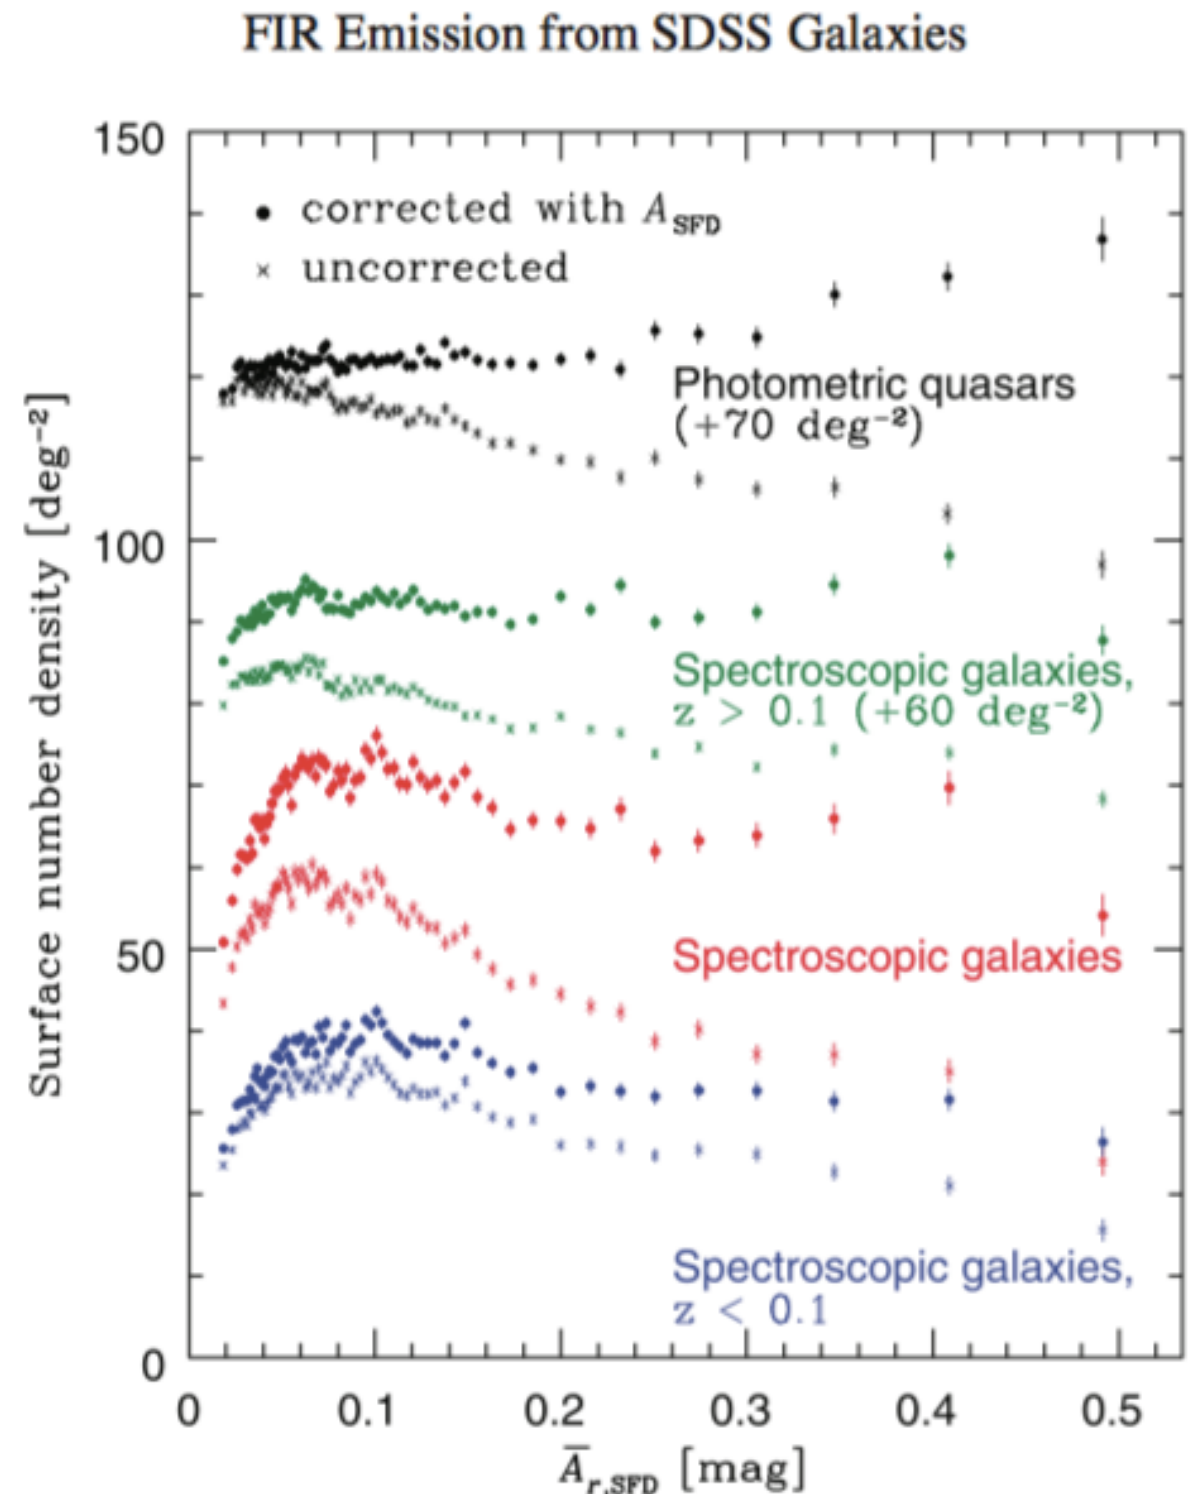 FIR Emission from SDSS Galaxies
150
corrected with A_SFD
uncorrected
Photometric quasars
(+70 deg⁻²)
100
Spectroscopic galaxies,
z > 0.1 (+60 deg⁻²)
50
Spectroscopic galaxies
Spectroscopic galaxies,
z < 0.1
0
Surface number density [deg⁻²]
0 0.1 0.2 0.3 0.4 0.5
A̅_r,SFD [mag]